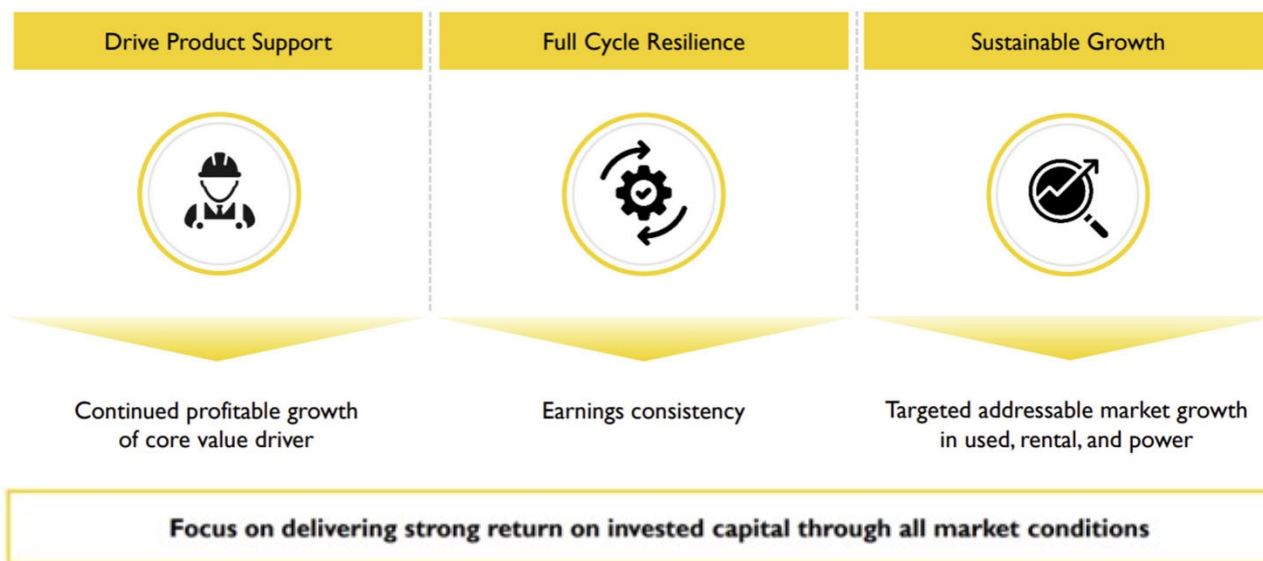 Drive Product Support
Full Cycle Resilience
Sustainable Growth
Continued profitable growth
of core value driver
Earnings consistency
Targeted addressable market growth
in used, rental, and power
Focus on delivering strong return on invested capital through all market conditions